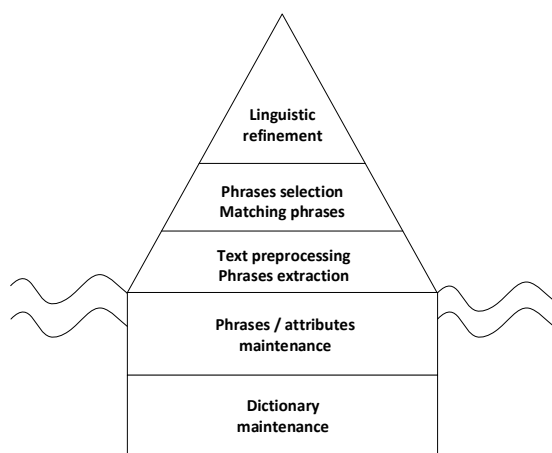 Linguistic
refinement
Phrases selection
Matching phrases
Text preprocessing
Phrases extraction
Phrases / attributes
maintenance
Dictionary
maintenance